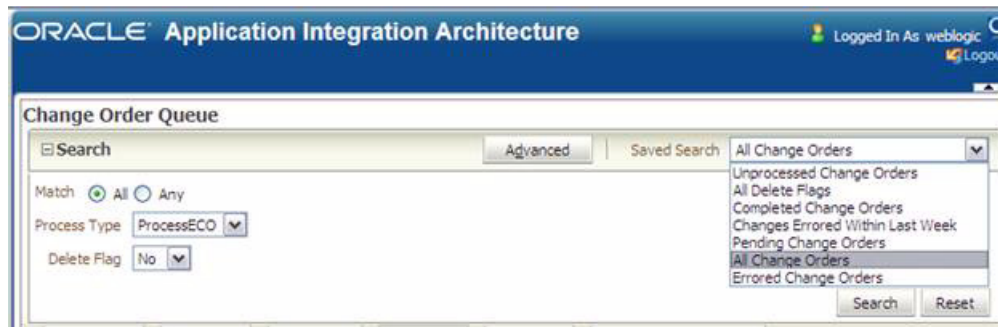 ORACLE Application Integration Architecture
Logged In As weblogic
Change Order Queue
Search Advanced Saved Search All Change Orders
Unprocessed Change Orders
All Delete Flags
Completed Change Orders
Changes Errored Within Last Week
Pending Change Orders
All Change Orders
Errored Change Orders
Match All Any
Process Type ProcessECO
Delete Flag No
Search Reset